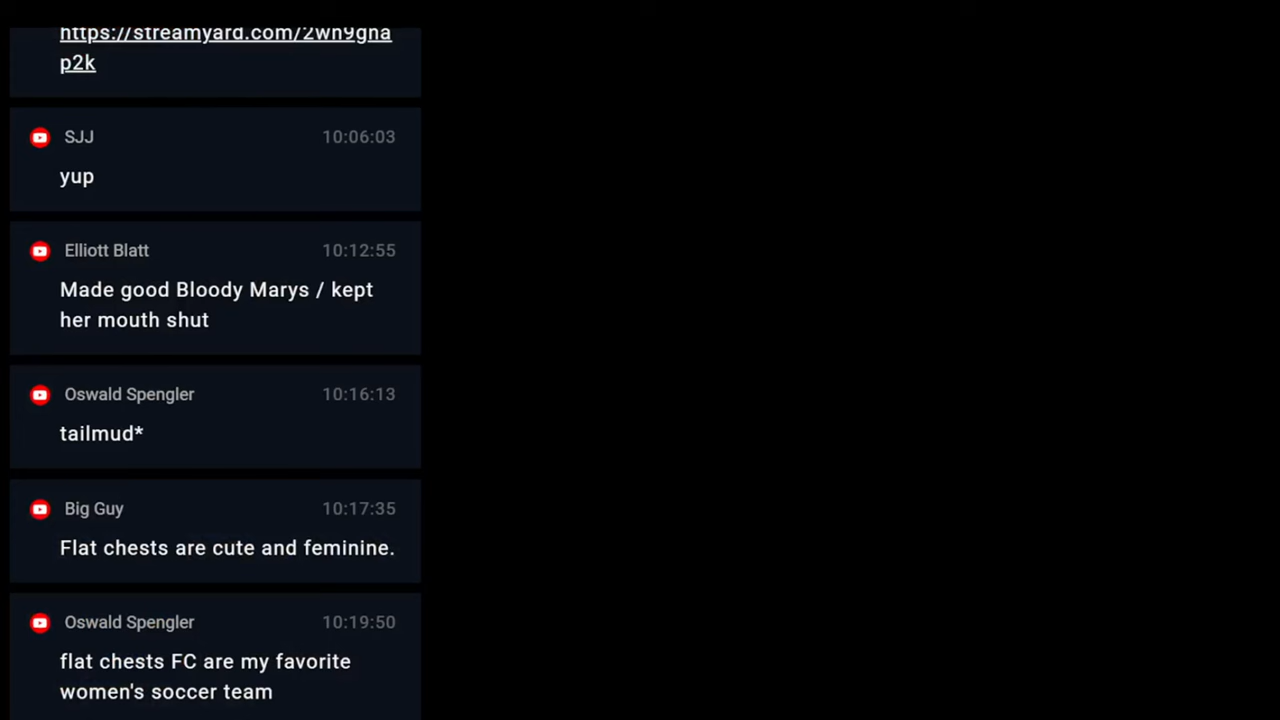 https://streamyard.com/2wn9gna
p2k
SJJ 10:06:03
yup
Elliott Blatt 10:12:55
Made good Bloody Marys / kept
her mouth shut
Oswald Spengler 10:16:13
tailmud*
Big Guy 10:17:35
Flat chests are cute and feminine.
Oswald Spengler 10:19:50
flat chests FC are my favorite
women's soccer team